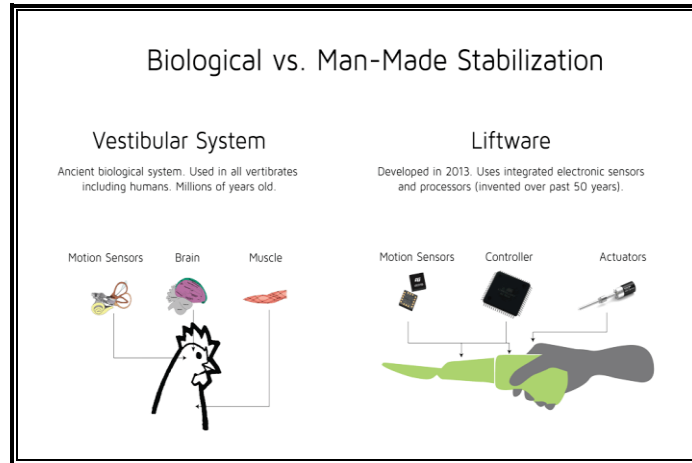 Biological vs. Man-Made Stabilization
Vestibular System
Ancient biological system. Used in all vertibrates
including humans. Millions of years old.
Motion Sensors
Brain
Muscle
Liftware
Developed in 2013. Uses integrated electronic sensors
and processors (invented over past 50 years).
Motion Sensors
Controller
Actuators